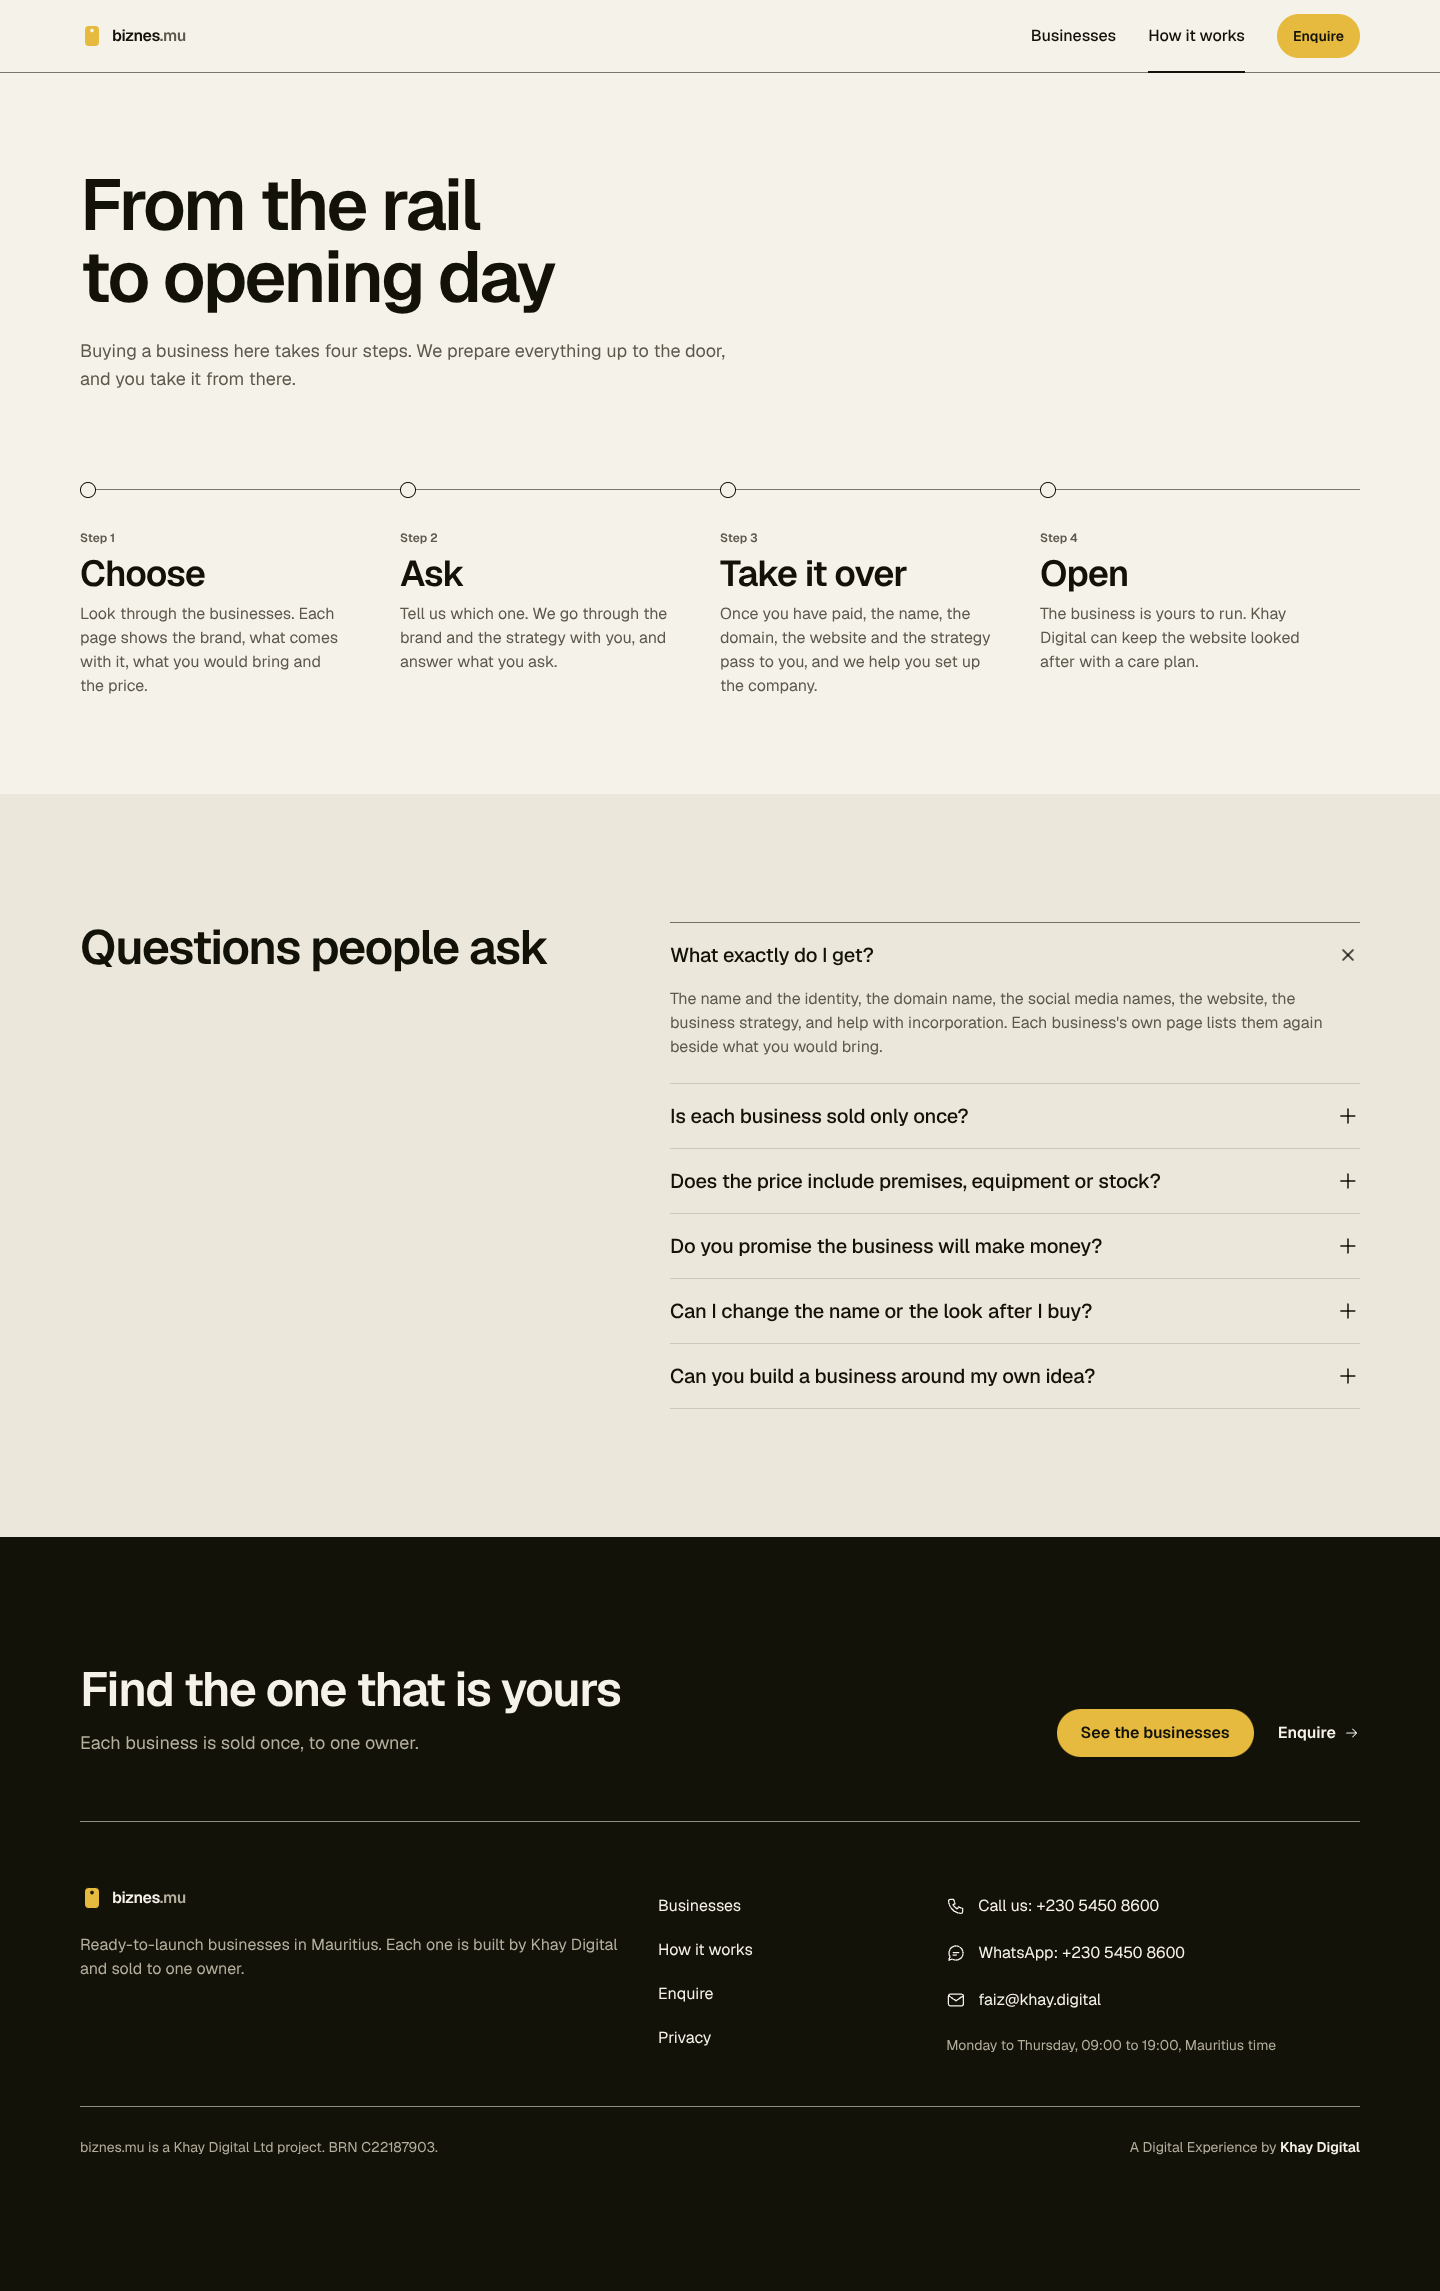 biznes.mu
Businesses
How it works
Enquire
From the rail
to opening day
Buying a business here takes four steps. We prepare everything up to the door,
and you take it from there.
Step 1
Choose
Look through the businesses. Each
page shows the brand, what comes
with it, what you would bring and
the price.
Step 2
Ask
Tell us which one. We go through the
brand and the strategy with you, and
answer what you ask.
Step 3
Take it over
Once you have paid, the name, the
domain, the website and the strategy
pass to you, and we help you set up
the company.
Step 4
Open
The business is yours to run. Khay
Digital can keep the website looked
after with a care plan.
Questions people ask
What exactly do I get?
The name and the identity, the domain name, the social media names, the website, the
business strategy, and help with incorporation. Each business's own page lists them again
beside what you would bring.
Is each business sold only once?
Does the price include premises, equipment or stock?
Do you promise the business will make money?
Can I change the name or the look after I buy?
Can you build a business around my own idea?
Find the one that is yours
Each business is sold once, to one owner.
See the businesses
Enquire
biznes.mu
Ready-to-launch businesses in Mauritius. Each one is built by Khay Digital
and sold to one owner.
Businesses
How it works
Enquire
Privacy
Call us: +230 5450 8600
WhatsApp: +230 5450 8600
faiz@khay.digital
Monday to Thursday, 09:00 to 19:00, Mauritius time
biznes.mu is a Khay Digital Ltd project. BRN C22187903.
A Digital Experience by Khay Digital